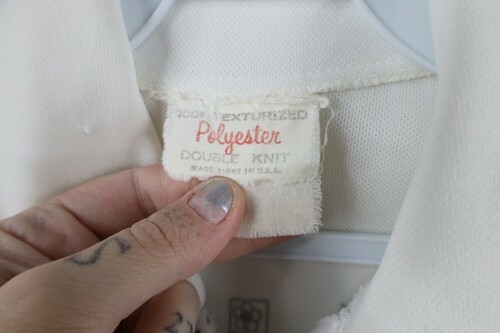 100% TEXTURIZED
Polyester
DOUBLE KNIT
MADE RIGHT IN U.S.A.